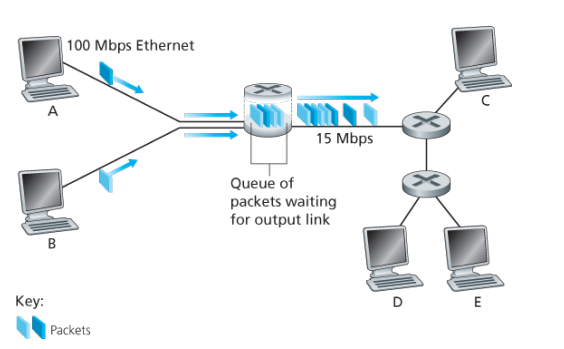 100 Mbps Ethernet
A
C
15 Mbps
Queue of
packets waiting
for output link
B
D
E
Key:
Packets